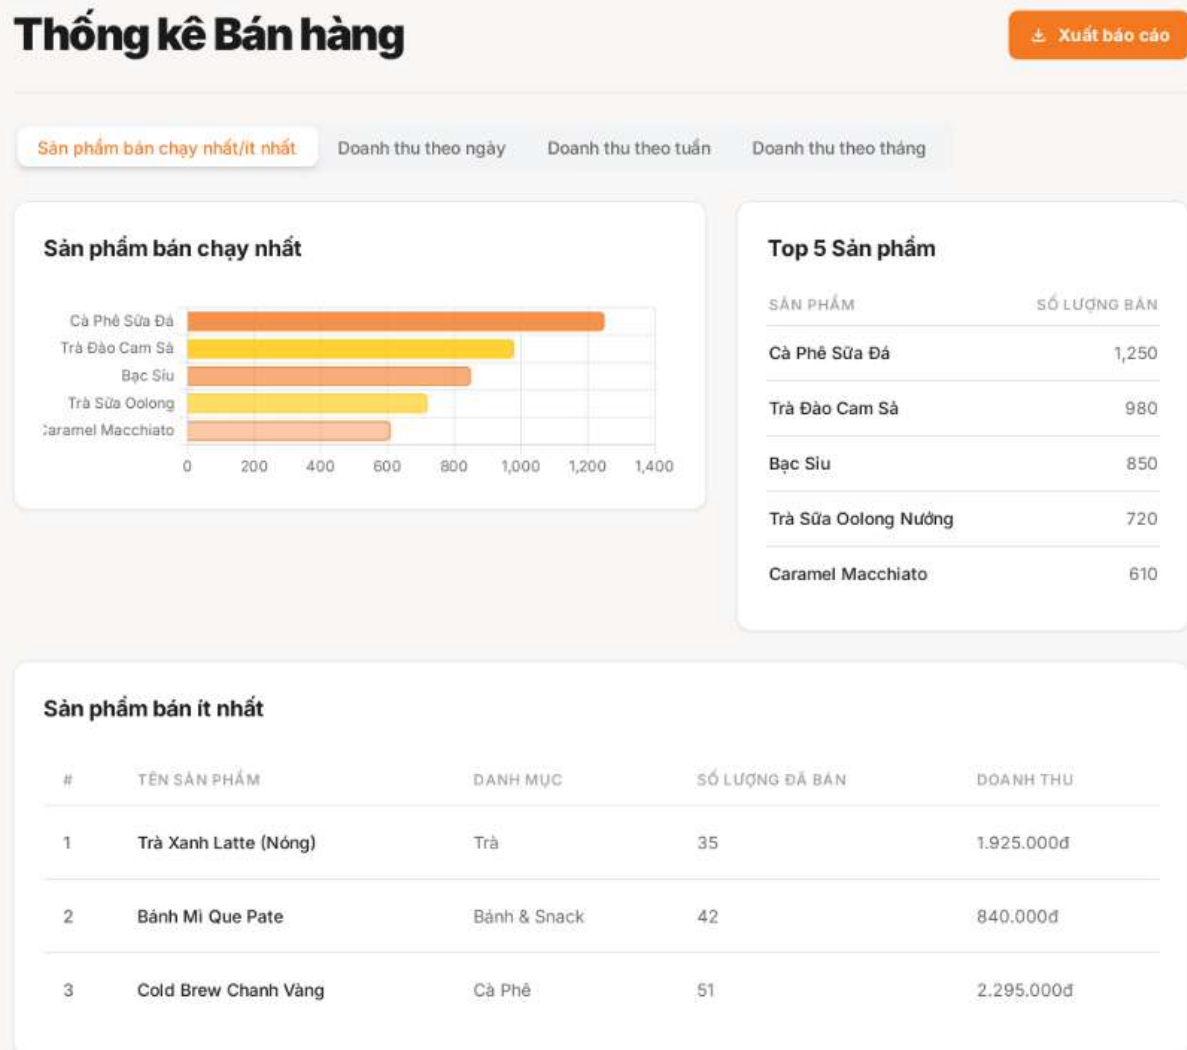 Thống kê Bán hàng
Xuất báo cáo
Sản phẩm bán chạy nhất/ít nhất
Doanh thu theo ngày
Doanh thu theo tuần
Doanh thu theo tháng
Sản phẩm bán chạy nhất
Cà Phê Sữa Đá
Trà Đào Cam Sả
Bạc Sỉu
Trà Sữa Oolong
Caramel Macchiato
0 200 400 600 800 1,000 1,200 1,400
Top 5 Sản phẩm
SẢN PHẨM SỐ LƯỢNG BÁN
Cà Phê Sữa Đá 1,250
Trà Đào Cam Sả 980
Bạc Sỉu 850
Trà Sữa Oolong Nướng 720
Caramel Macchiato 610
Sản phẩm bán ít nhất
# TÊN SẢN PHẨM DANH MỤC SỐ LƯỢNG ĐÃ BÁN DOANH THU
1 Trà Xanh Latte (Nóng) Trà 35 1.925.000đ
2 Bánh Mì Que Pate Bánh & Snack 42 840.000đ
3 Cold Brew Chanh Vàng Cà Phê 51 2.295.000đ